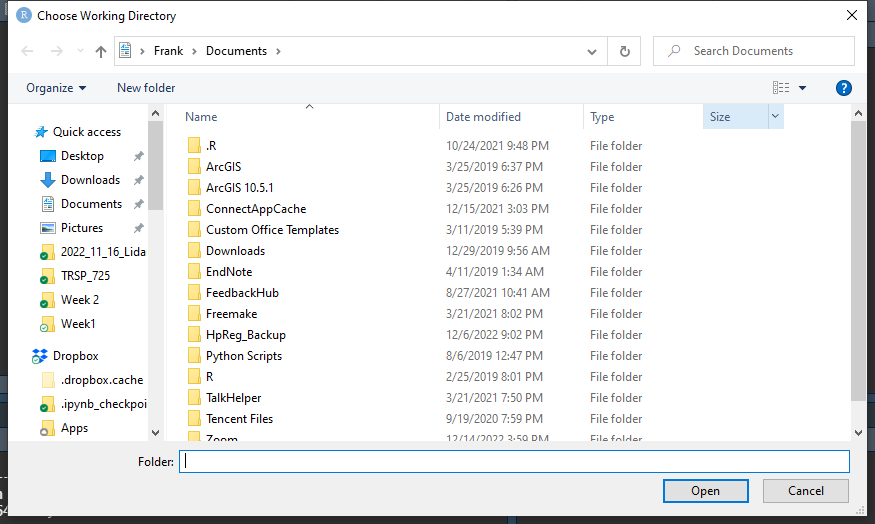 Choose Working Directory
Frank > Documents >
Search Documents
Organize
New folder
Name
Date modified
Type
Size
Quick access
Desktop
Downloads
Documents
Pictures
2022_11_16_Lida
TRSP_725
Week 2
Week1
Dropbox
.dropbox.cache
.ipynb_checkpoi
Apps
.R 10/24/2021 9:48 PM File folder
ArcGIS 3/25/2019 6:37 PM File folder
ArcGIS 10.5.1 3/25/2019 6:26 PM File folder
ConnectAppCache 12/15/2021 3:03 PM File folder
Custom Office Templates 3/11/2019 5:39 PM File folder
Downloads 12/29/2019 9:56 AM File folder
EndNote 4/11/2019 1:34 AM File folder
FeedbackHub 8/27/2021 10:41 AM File folder
Freemake 3/21/2021 8:02 PM File folder
HpReg_Backup 12/6/2022 9:02 PM File folder
Python Scripts 8/6/2019 12:47 PM File folder
R 2/25/2019 8:01 PM File folder
TalkHelper 3/21/2021 7:50 PM File folder
Tencent Files 9/19/2020 7:59 PM File folder
Zoom 12/14/2022 3:59 PM File folder
Folder:
Open
Cancel